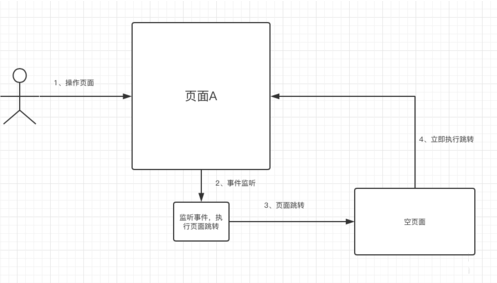 1、操作页面
页面A
4、立即执行跳转
2、事件监听
监听事件，执
行页面跳转
3、页面跳转
空页面